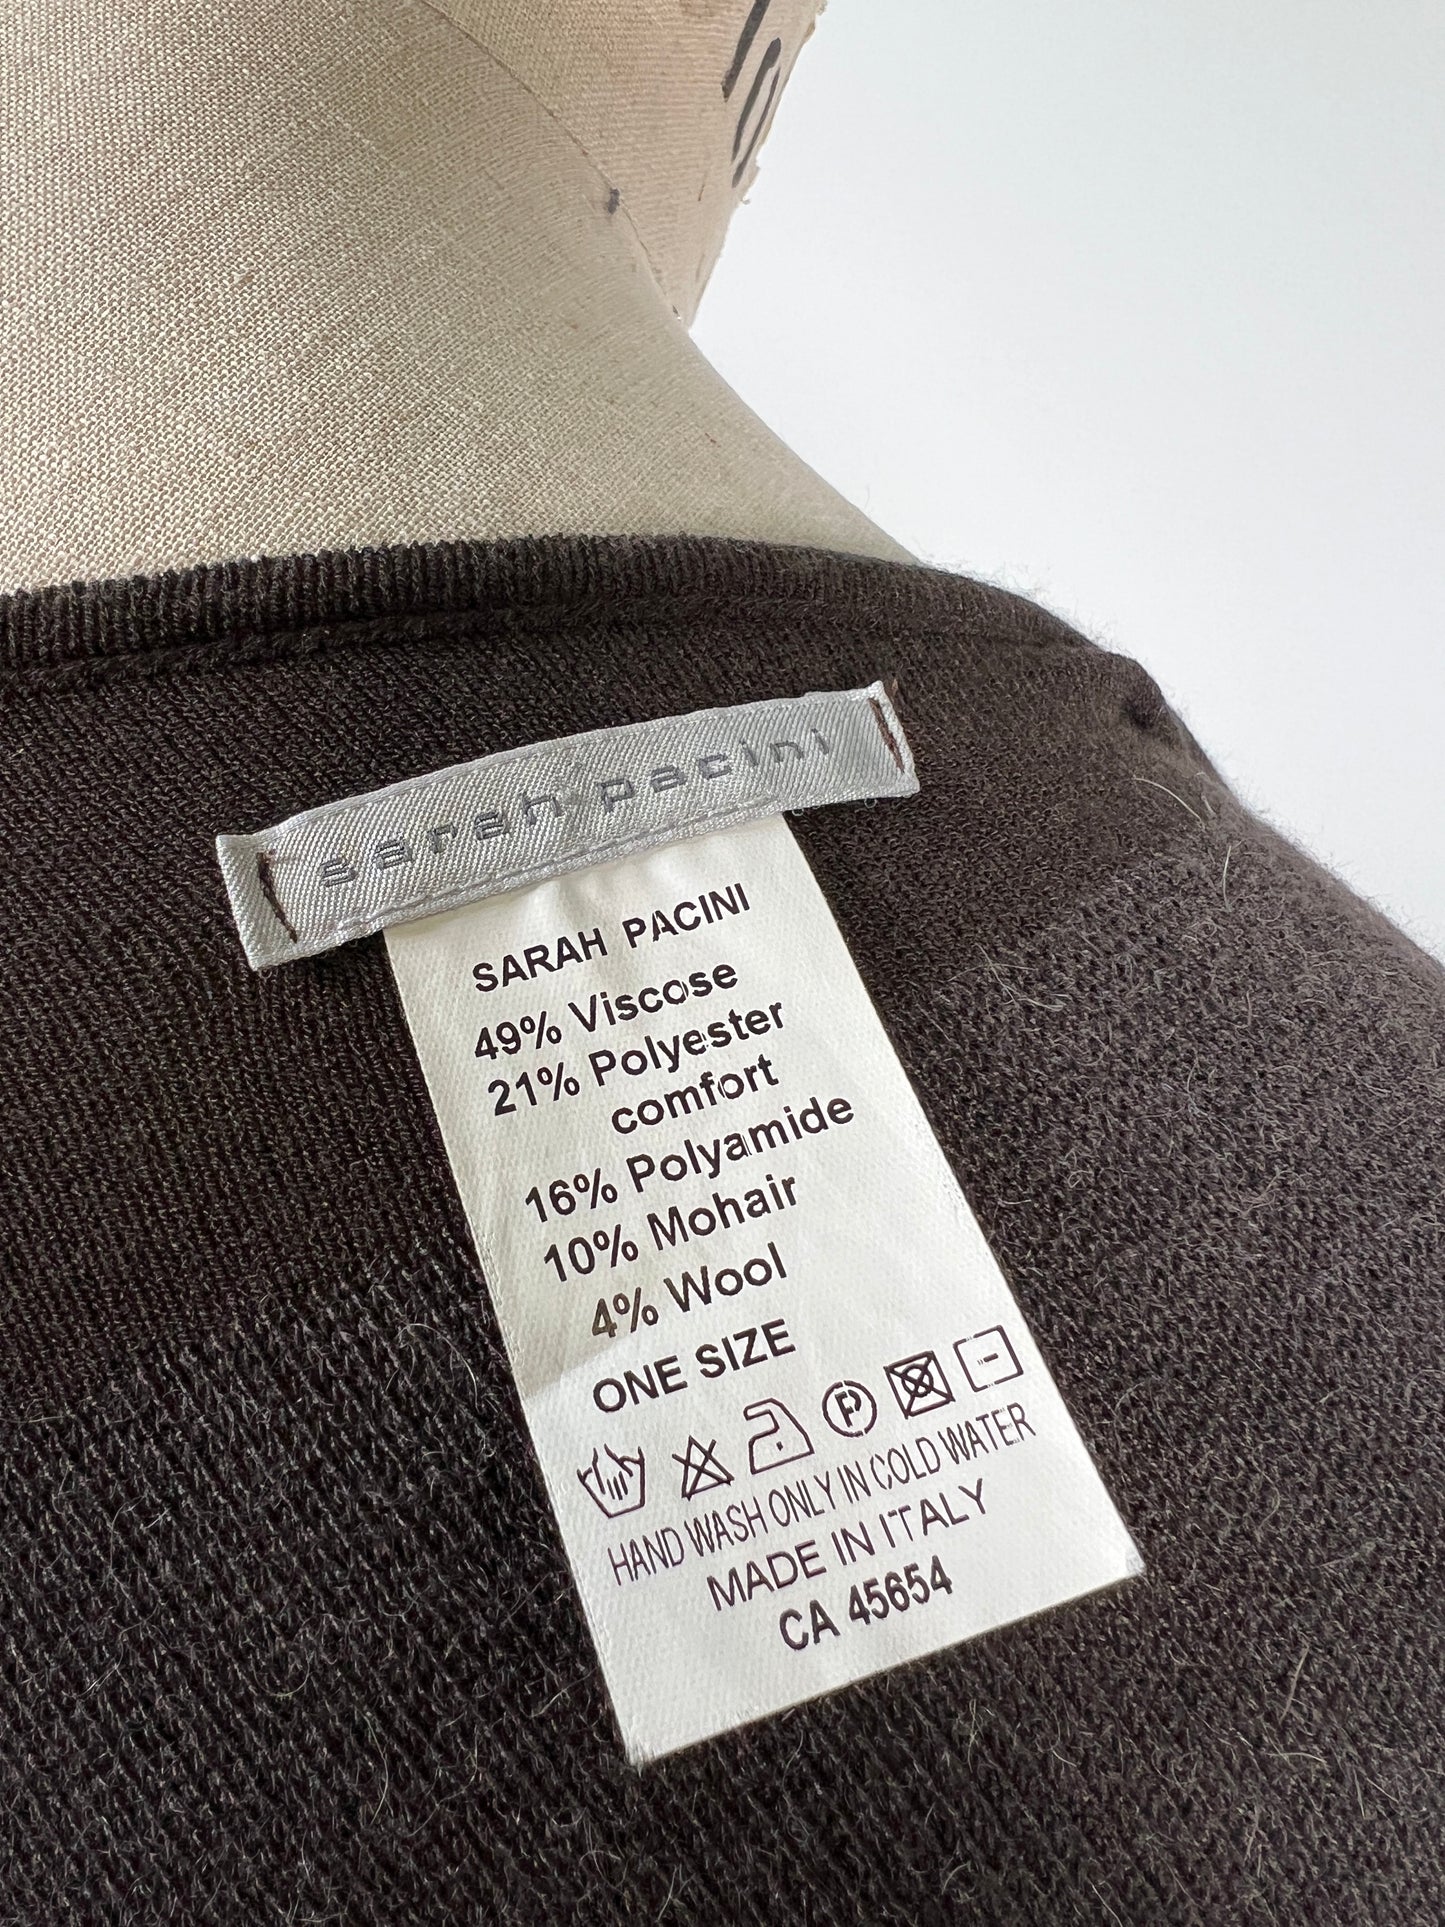 sarah pacini
SARAH PACINI
49% Viscose
21% Polyester
comfort
16% Polyamide
10% Mohair
4% Wool
ONE SIZE
P
HAND WASH ONLY IN COLD WATER
MADE IN ITALY
CA 45654